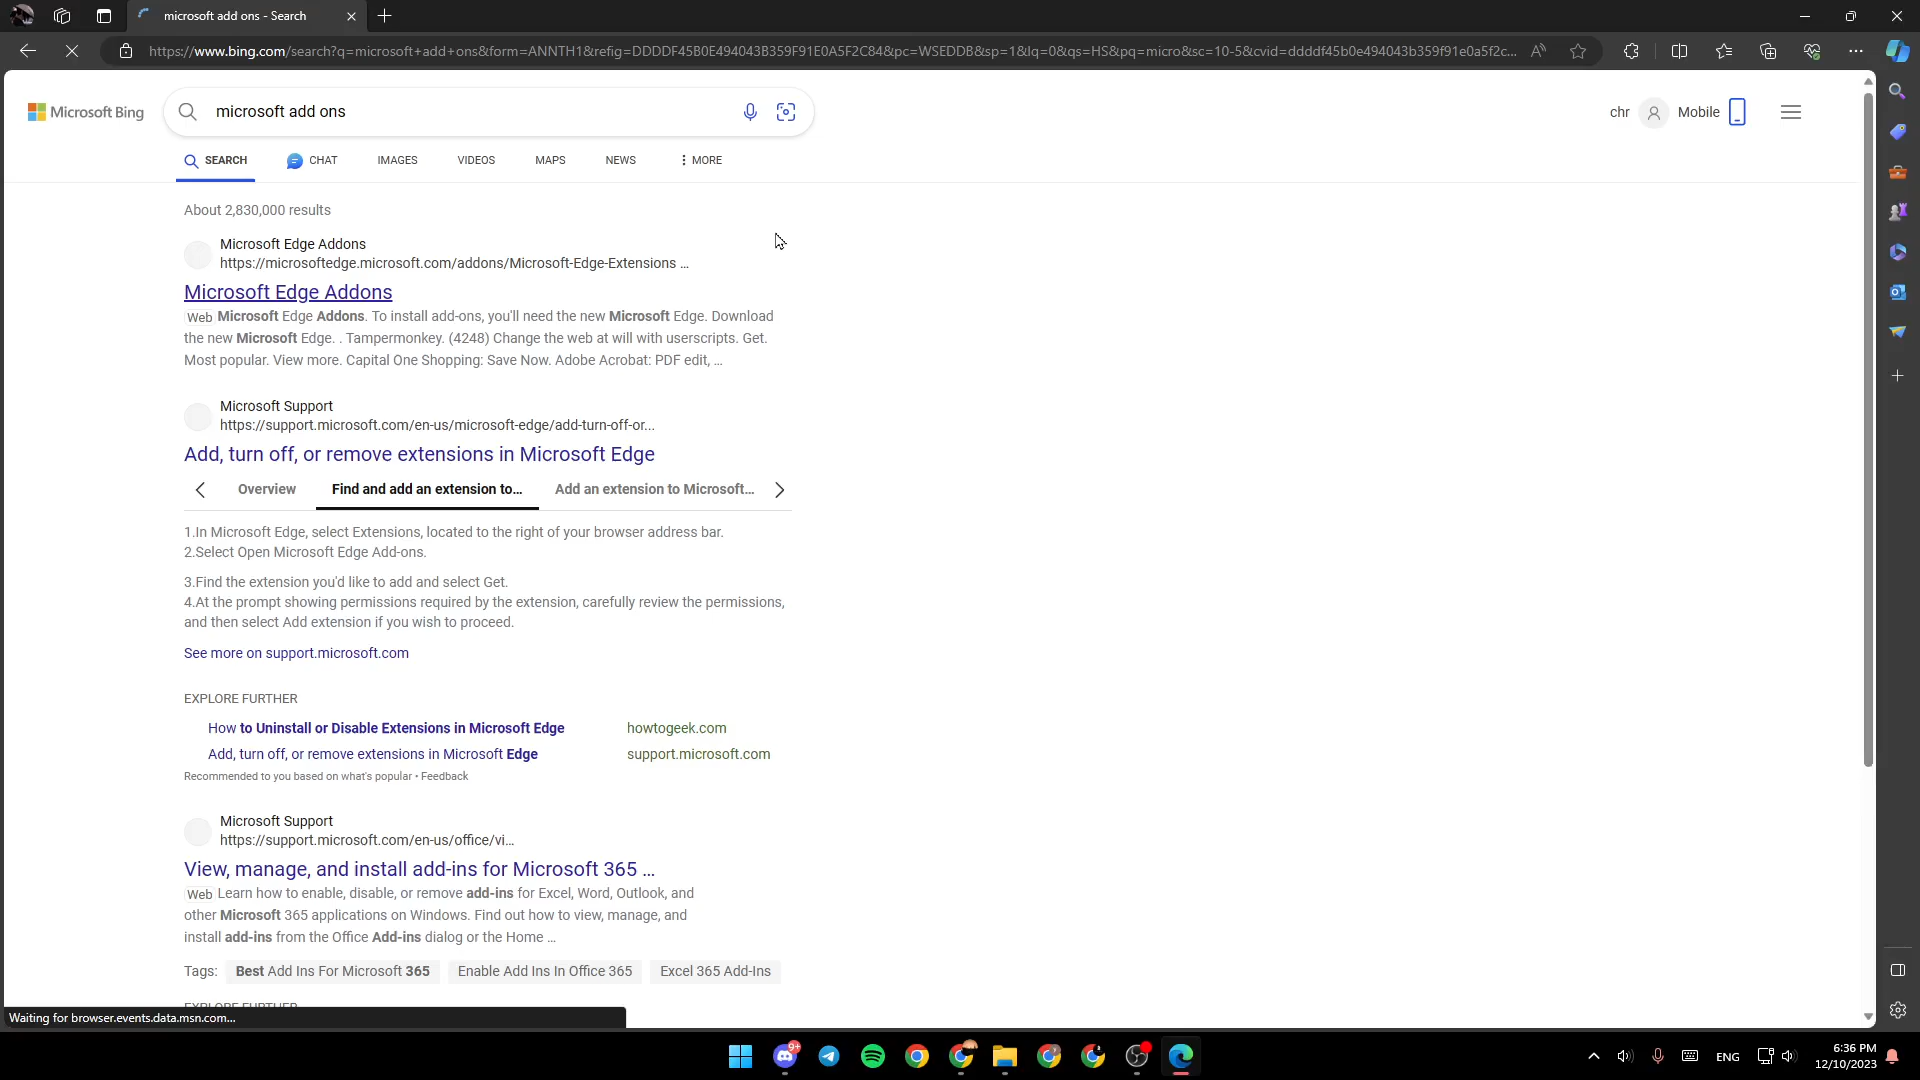 microsoft add ons - Search
https://www.bing.com/search?q=microsoft+add+ons&form=ANNTH1&refig=DDDDF45B0E494043B359F91E0A5F2C84&pc=WSEDDB&sp=1&lq=0&qs=HS&pq=micro&sc=10-5&cvid=ddddf45b0e494043b359f91e0a5f2c...
Microsoft Bing
microsoft add ons
chr
Mobile
SEARCH
CHAT
IMAGES
VIDEOS
MAPS
NEWS
MORE
About 2,830,000 results
Microsoft Edge Addons
https://microsoftedge.microsoft.com/addons/Microsoft-Edge-Extensions ...
Microsoft Edge Addons
Web Microsoft Edge Addons. To install add-ons, you'll need the new Microsoft Edge. Download
the new Microsoft Edge. . Tampermonkey. (4248) Change the web at will with userscripts. Get.
Most popular. View more. Capital One Shopping: Save Now. Adobe Acrobat: PDF edit, ...
Microsoft Support
https://support.microsoft.com/en-us/microsoft-edge/add-turn-off-or...
Add, turn off, or remove extensions in Microsoft Edge
Overview
Find and add an extension to...
Add an extension to Microsoft...
1.In Microsoft Edge, select Extensions, located to the right of your browser address bar.
2.Select Open Microsoft Edge Add-ons.
3.Find the extension you'd like to add and select Get.
4.At the prompt showing permissions required by the extension, carefully review the permissions,
and then select Add extension if you wish to proceed.
See more on support.microsoft.com
EXPLORE FURTHER
How to Uninstall or Disable Extensions in Microsoft Edge
howtogeek.com
Add, turn off, or remove extensions in Microsoft Edge
support.microsoft.com
Recommended to you based on what's popular • Feedback
Microsoft Support
https://support.microsoft.com/en-us/office/vi...
View, manage, and install add-ins for Microsoft 365 ...
Web Learn how to enable, disable, or remove add-ins for Excel, Word, Outlook, and
other Microsoft 365 applications on Windows. Find out how to view, manage, and
install add-ins from the Office Add-ins dialog or the Home ...
Tags:
Best Add Ins For Microsoft 365
Enable Add Ins In Office 365
Excel 365 Add-Ins
EXPLORE FURTHER
Waiting for browser.events.data.msn.com...
9+
ENG
6:36 PM
12/10/2023